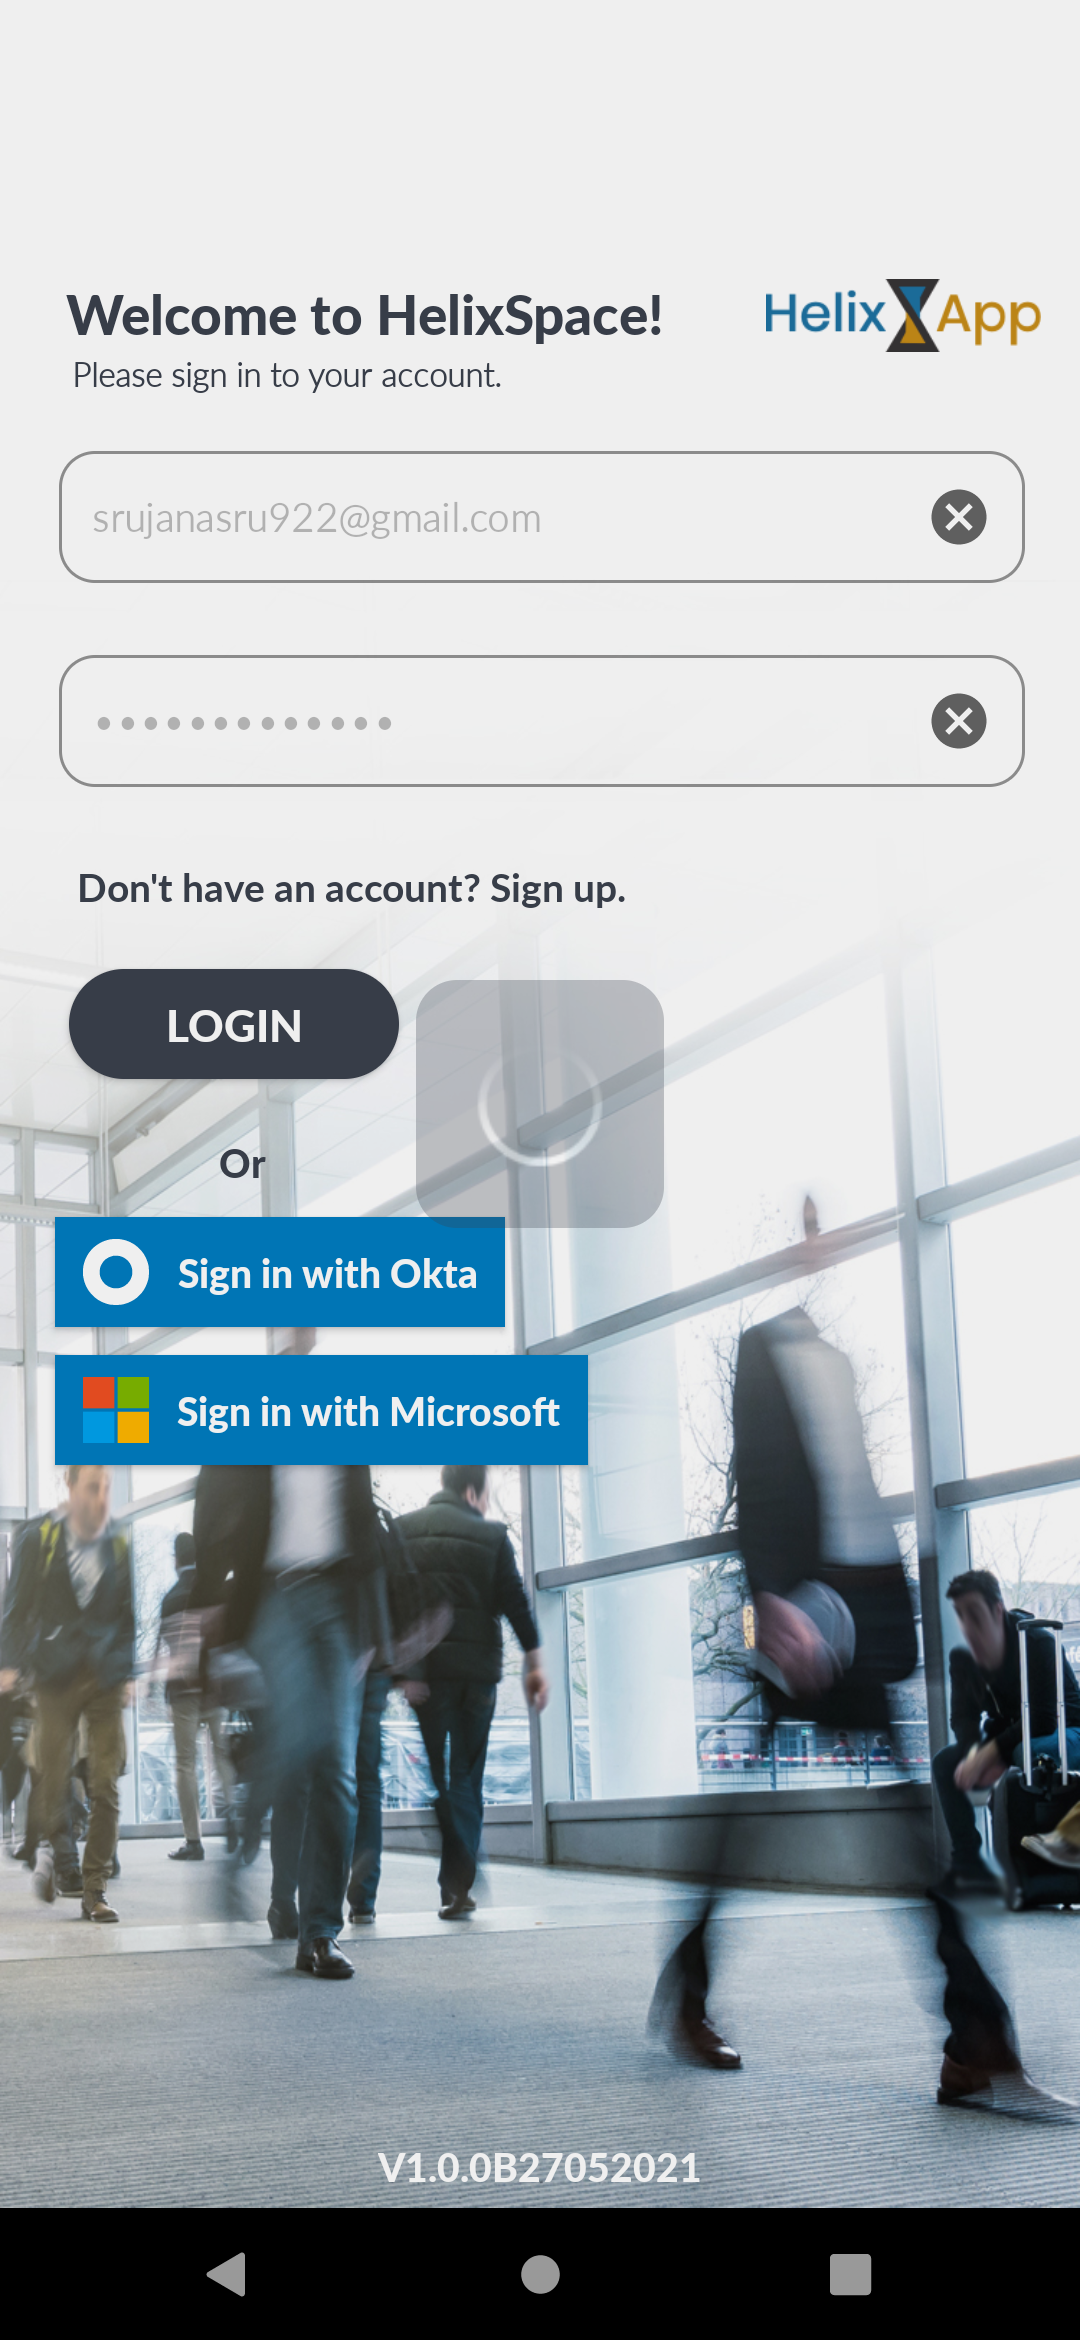 Welcome to HelixSpace!
Helix App
Please sign in to your account.
srujanasru922@gmail.com
•••••••••••••
Don't have an account? Sign up.
LOGIN
Or
Sign in with Okta
Sign in with Microsoft
V1.0.0B27052021